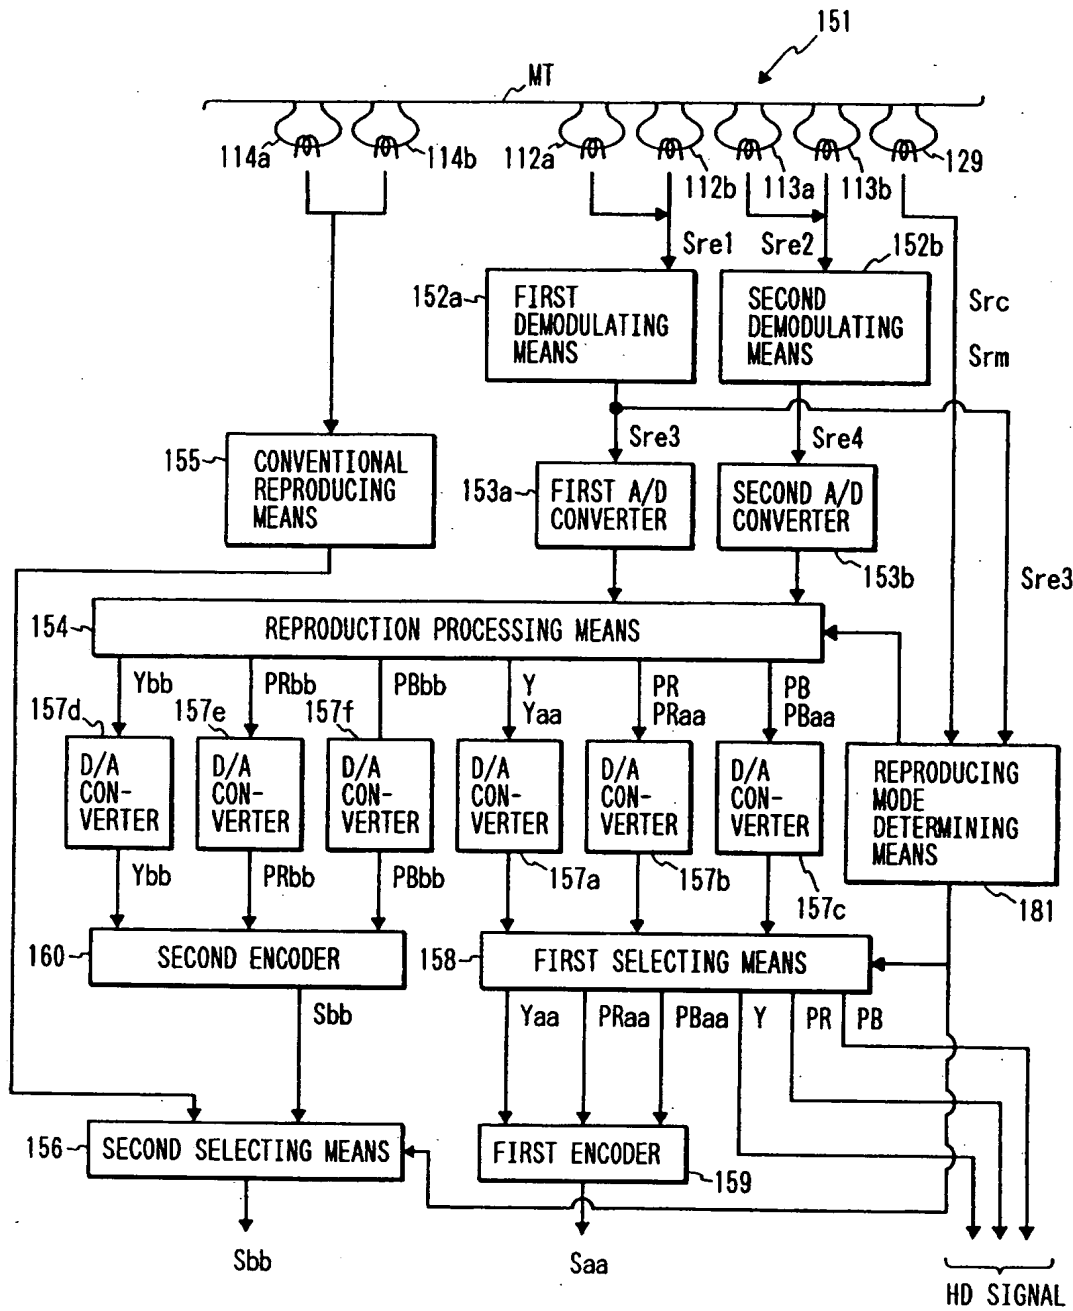 151
MT
114a
114b
112a
112b
113a
113b
129
Sre1
Sre2
152b
152a
FIRST
DEMODULATING
MEANS
SECOND
DEMODULATING
MEANS
Src
Srm
Sre3
Sre4
155
CONVENTIONAL
REPRODUCING
MEANS
153a
FIRST A/D
CONVERTER
SECOND A/D
CONVERTER
153b
Sre3
154
REPRODUCTION PROCESSING MEANS
Ybb
PRbb
PBbb
Y
Yaa
PR
PRaa
PB
PBaa
157d
157e
157f
D/A
CON-
VERTER
D/A
CON-
VERTER
D/A
CON-
VERTER
D/A
CON-
VERTER
D/A
CON-
VERTER
D/A
CON-
VERTER
REPRODUCING
MODE
DETERMINING
MEANS
Ybb
PRbb
PBbb
157a
157b
157c
181
160
SECOND ENCODER
158
FIRST SELECTING MEANS
Sbb
Yaa
PRaa
PBaa
Y
PR
PB
156
SECOND SELECTING MEANS
FIRST ENCODER
159
Sbb
Saa
HD SIGNAL